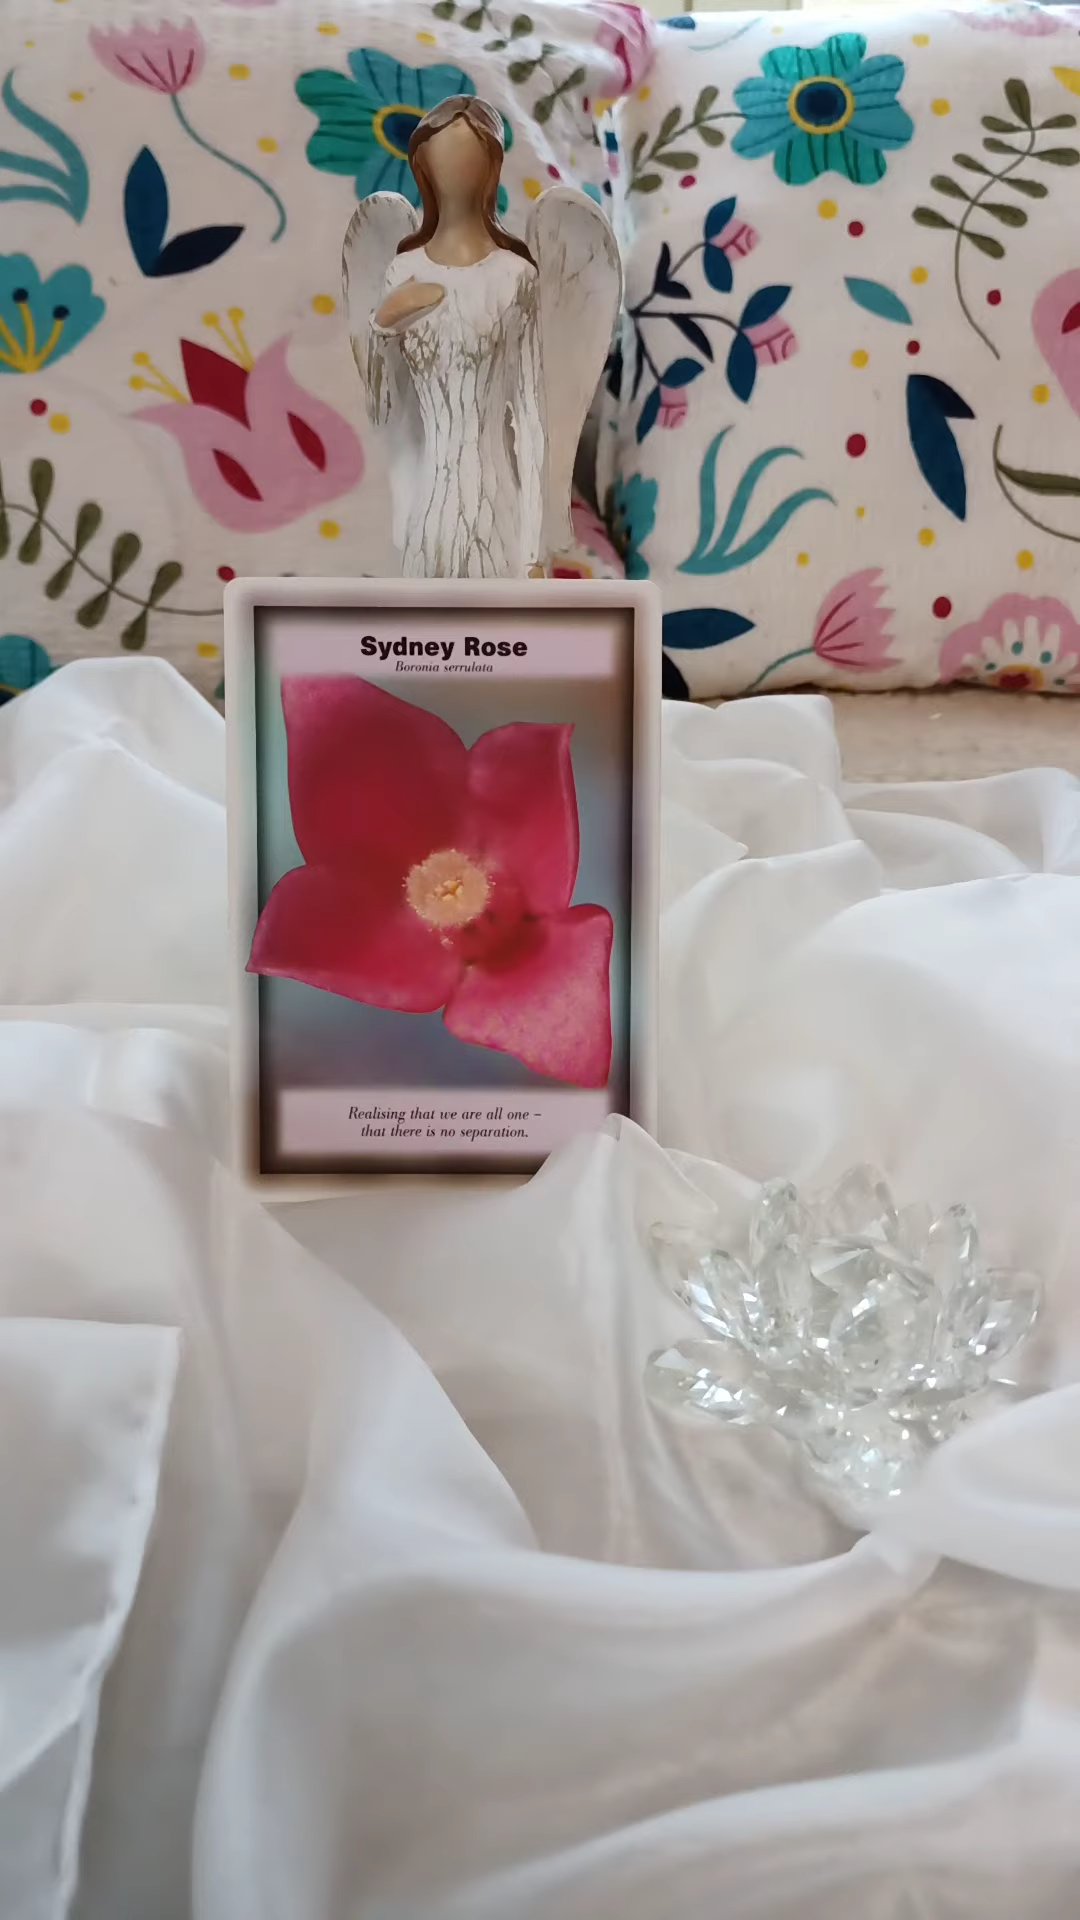 Sydney Rose
Boronia serrulata
Realising that we are all one –
that there is no separation.